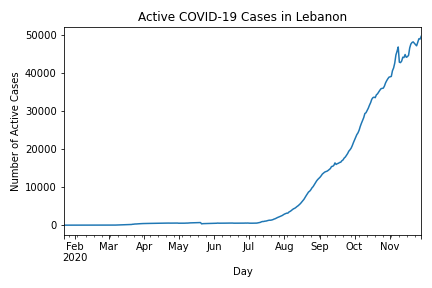 Active COVID-19 Cases in Lebanon
Number of Active Cases
50000
40000
30000
20000
10000
0
Feb Mar Apr May Jun Jul Aug Sep Oct Nov
2020
Day